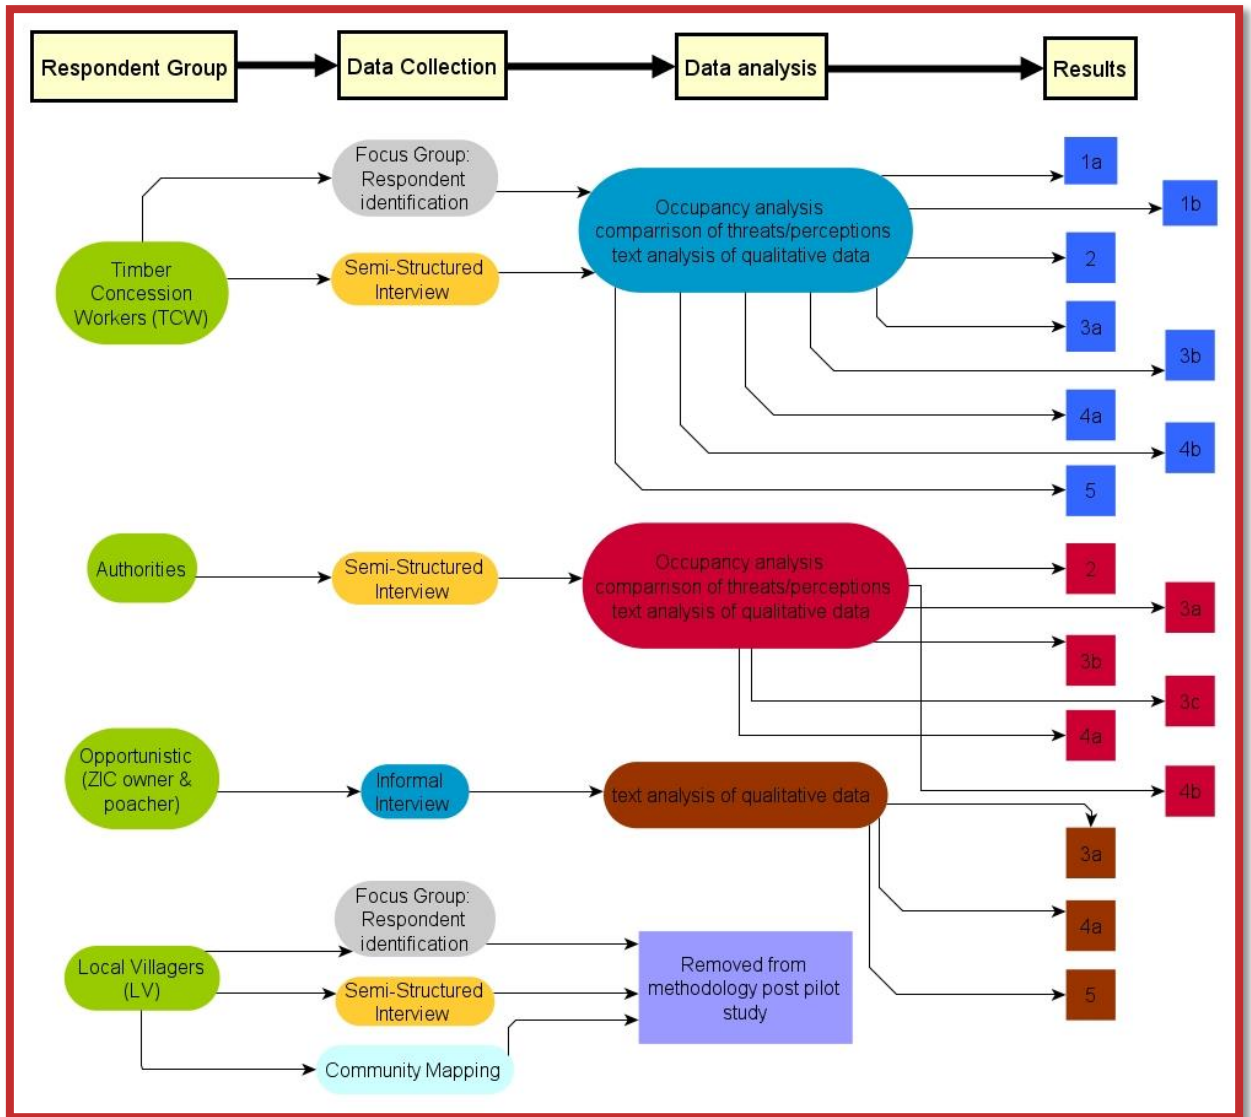 Respondent Group
Data Collection
Data analysis
Results
Focus Group:
Respondent
identification
1a
1b
Occupancy analysis
comparrison of threats/perceptions
text analysis of qualitative data
Timber
Concession
Workers (TCW)
Semi-Structured
Interview
2
3a
3b
4a
4b
5
Authorities
Semi-Structured
Interview
Occupancy analysis
comparrison of threats/perceptions
text analysis of qualitative data
2
3a
3b
3c
4a
4b
Opportunistic
(ZIC owner &
poacher)
Informal
Interview
text analysis of qualitative data
3a
4a
5
Local Villagers
(LV)
Focus Group:
Respondent
identification
Semi-Structured
Interview
Community Mapping
Removed from
methodology post pilot
study